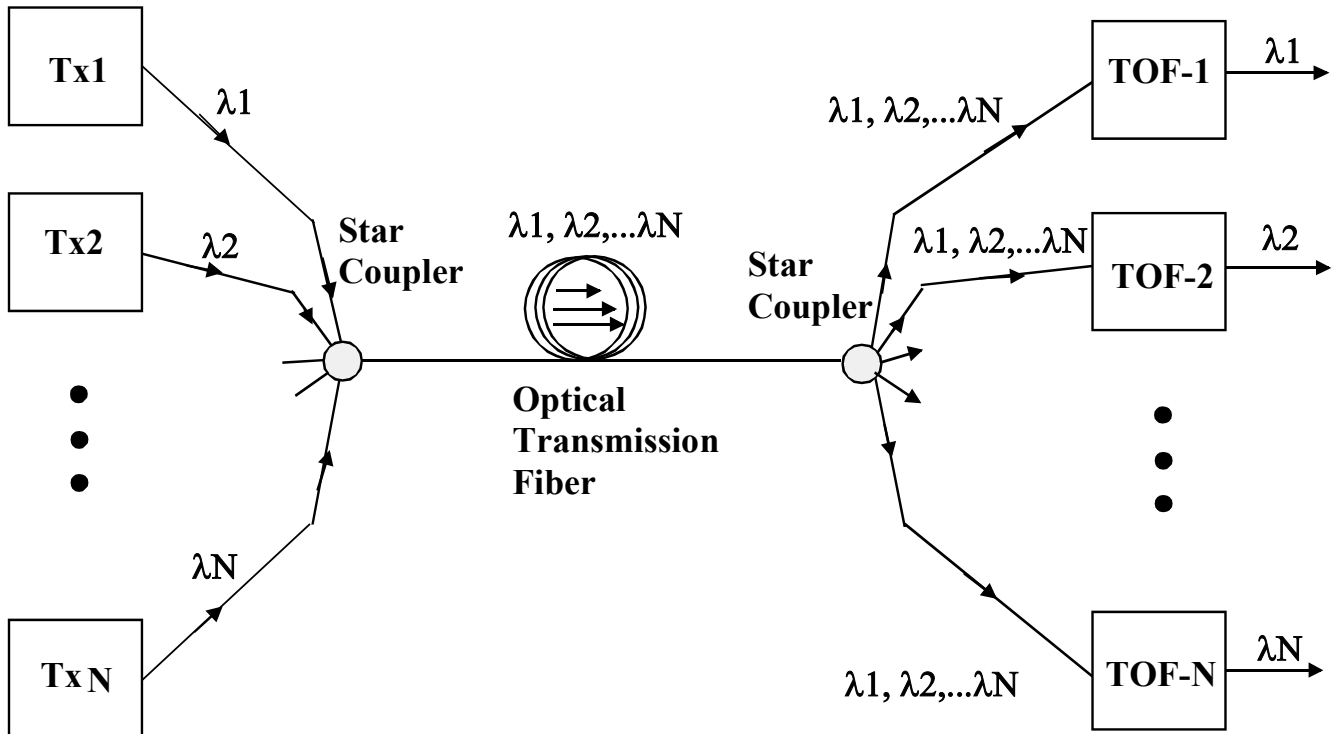 Tx1
λ1
Tx2
λ2
Star
Coupler
λN
Tx N
λ1, λ2,...λN
Optical
Transmission
Fiber
Star
Coupler
λ1, λ2,...λN
TOF-1
λ1
λ1, λ2,...λN
TOF-2
λ2
λ1, λ2,...λN
TOF-N
λN